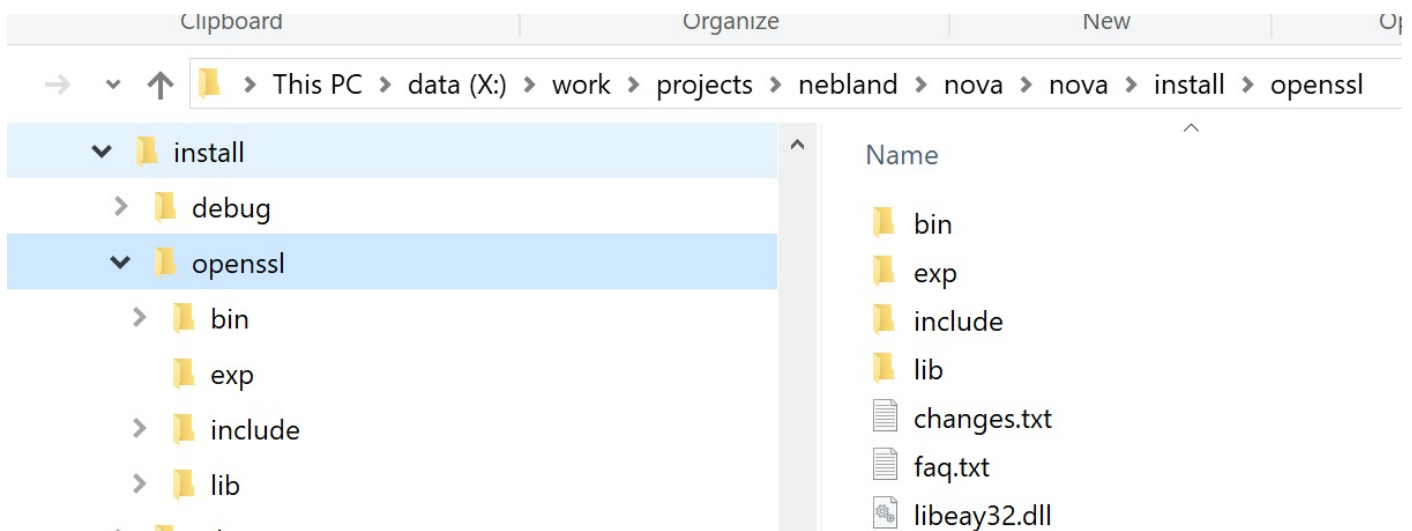 Clipboard Organize New Op
This PC > data (X:) > work > projects > nebland > nova > nova > install > openssl
install
debug
openssl
bin
exp
include
lib
Name
bin
exp
include
lib
changes.txt
faq.txt
libeay32.dll